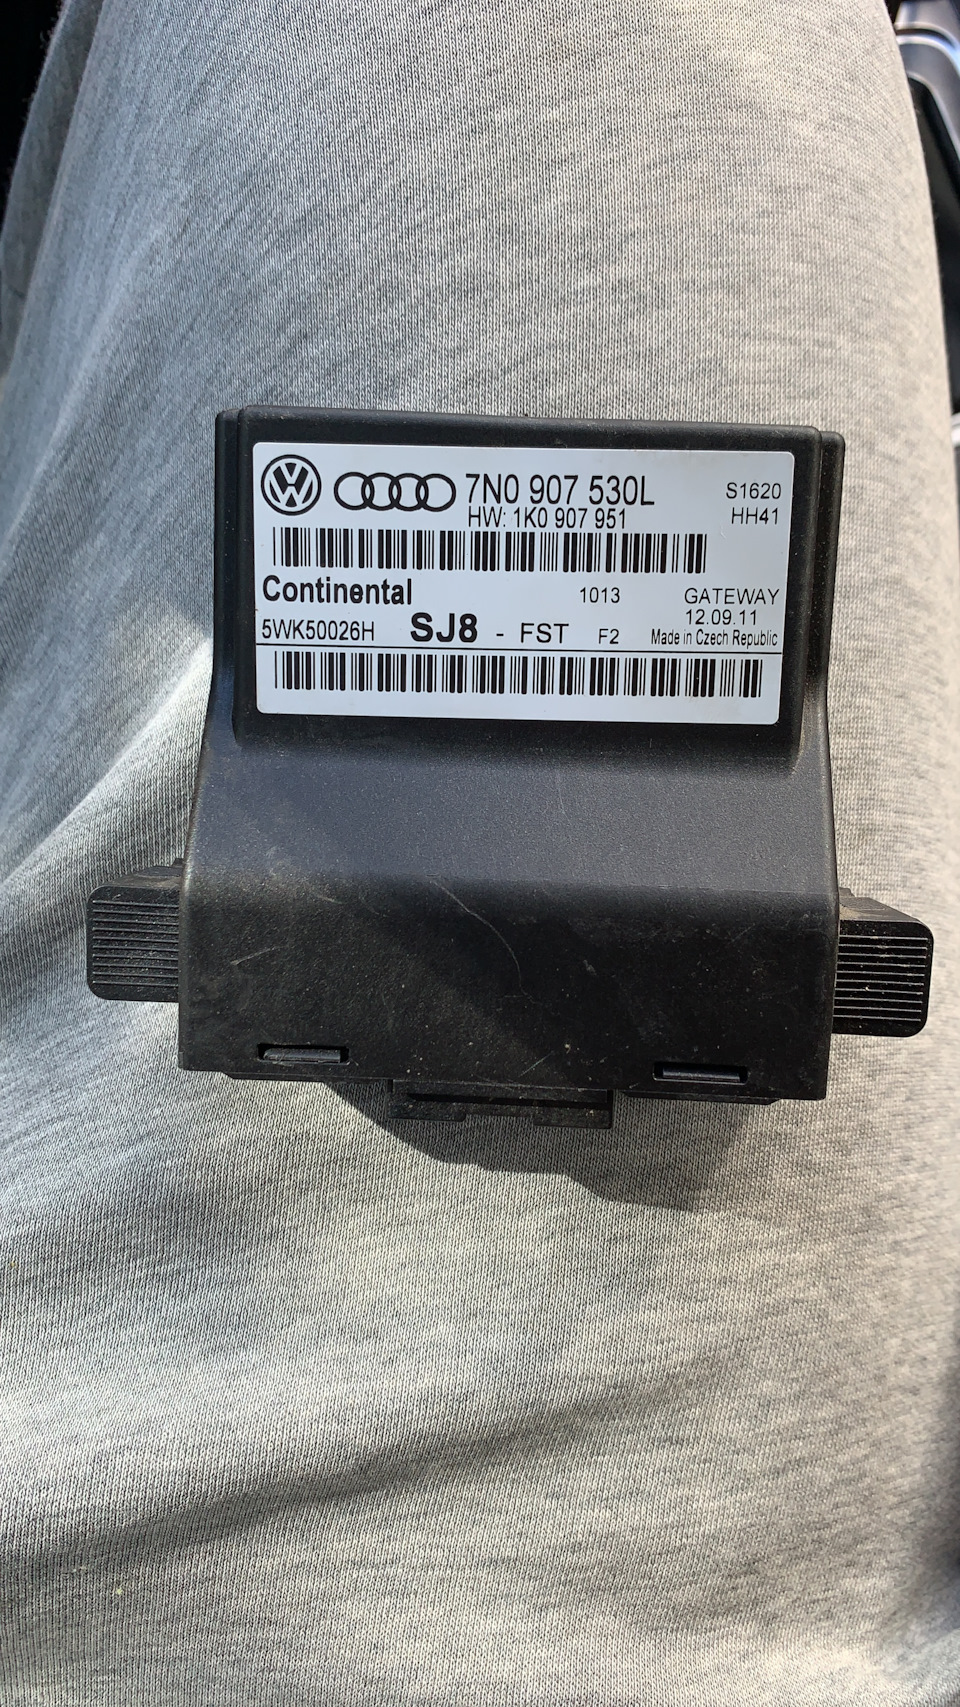 7N0 907 530L
S1620
HW: 1K0 907 951
HH41
Continental
1013
GATEWAY
12.09.11
5WK50026H SJ8 - FST F2
Made in Czech Republic